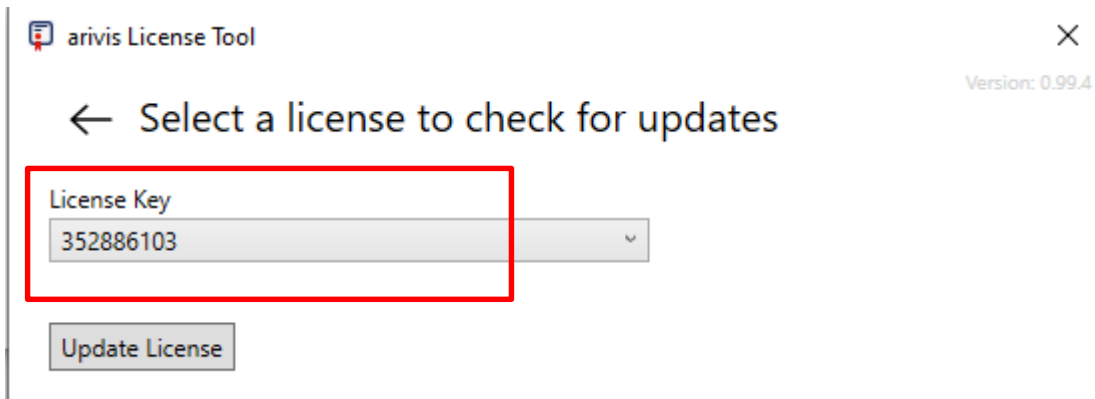 arivis License Tool
Version: 0.99.4
Select a license to check for updates
License Key
352886103
Update License